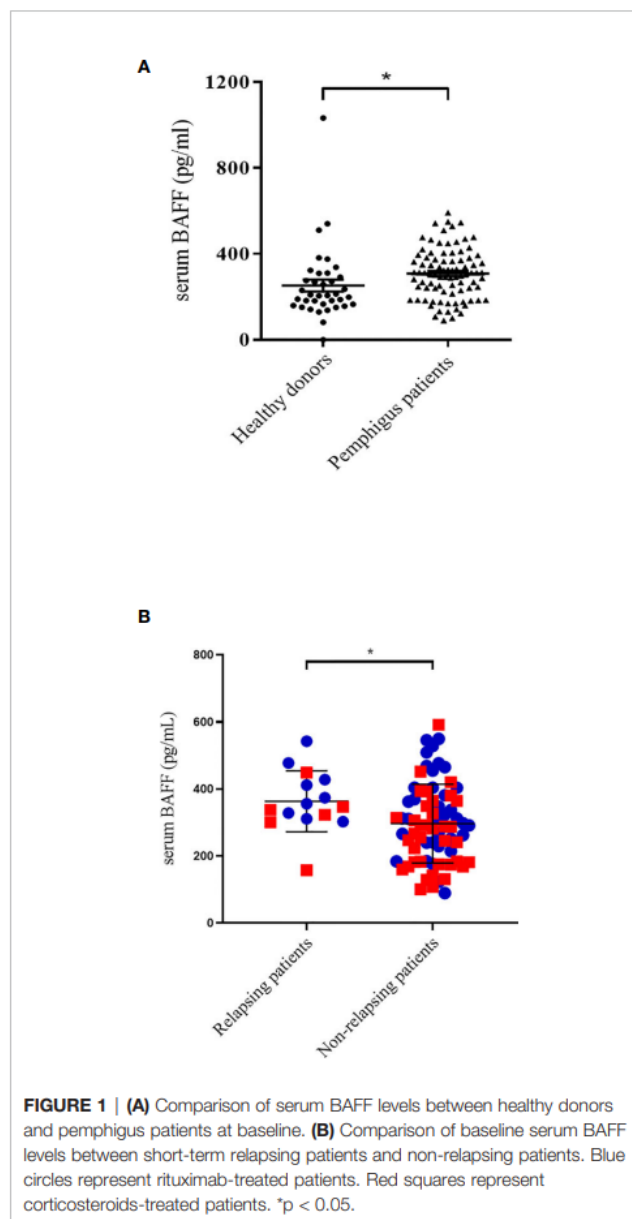 A
*
1200
800
400
0
serum BAFF (pg/ml)
Healthy donors
Pemphigus patients
B
*
800
600
400
200
0
serum BAFF (pg/mL)
Relapsing patients
Non-relapsing patients
FIGURE 1 | (A) Comparison of serum BAFF levels between healthy donors
and pemphigus patients at baseline. (B) Comparison of baseline serum BAFF
levels between short-term relapsing patients and non-relapsing patients. Blue
circles represent rituximab-treated patients. Red squares represent
corticosteroids-treated patients. *p < 0.05.